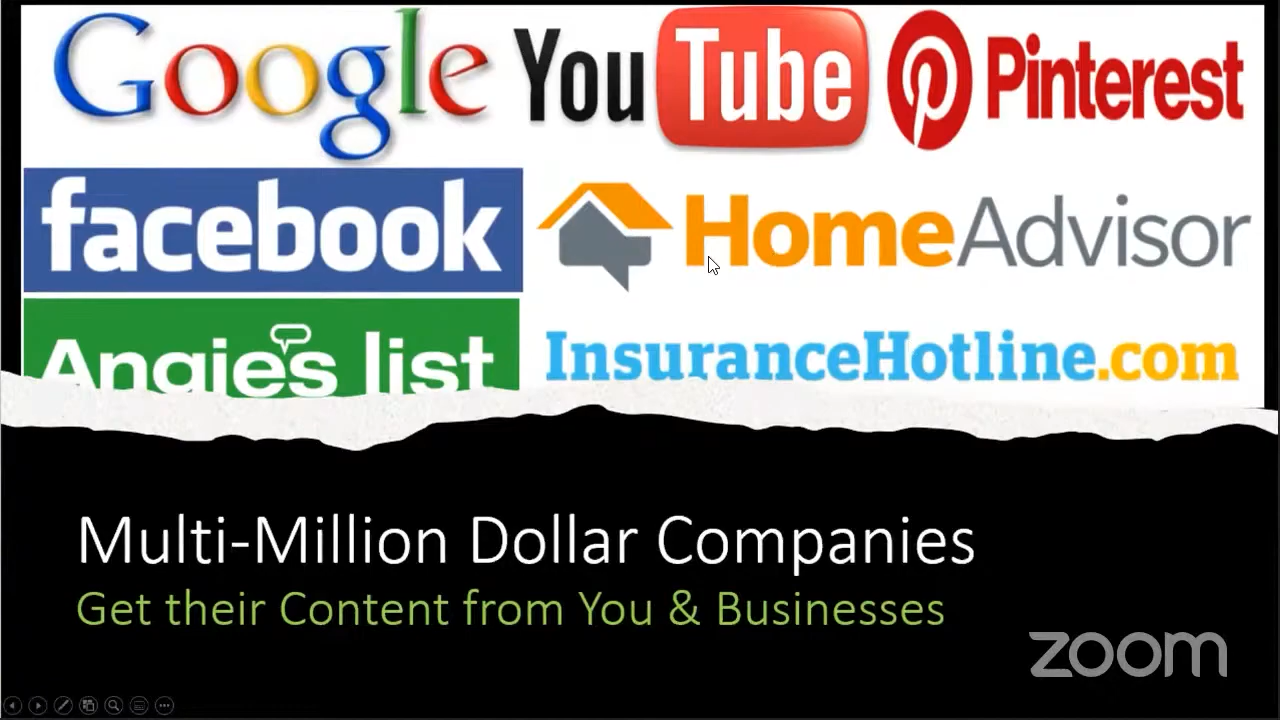 Google YouTube Pinterest
facebook HomeAdvisor
Angie's list InsuranceHotline.com
Multi-Million Dollar Companies
Get their Content from You & Businesses
zoom